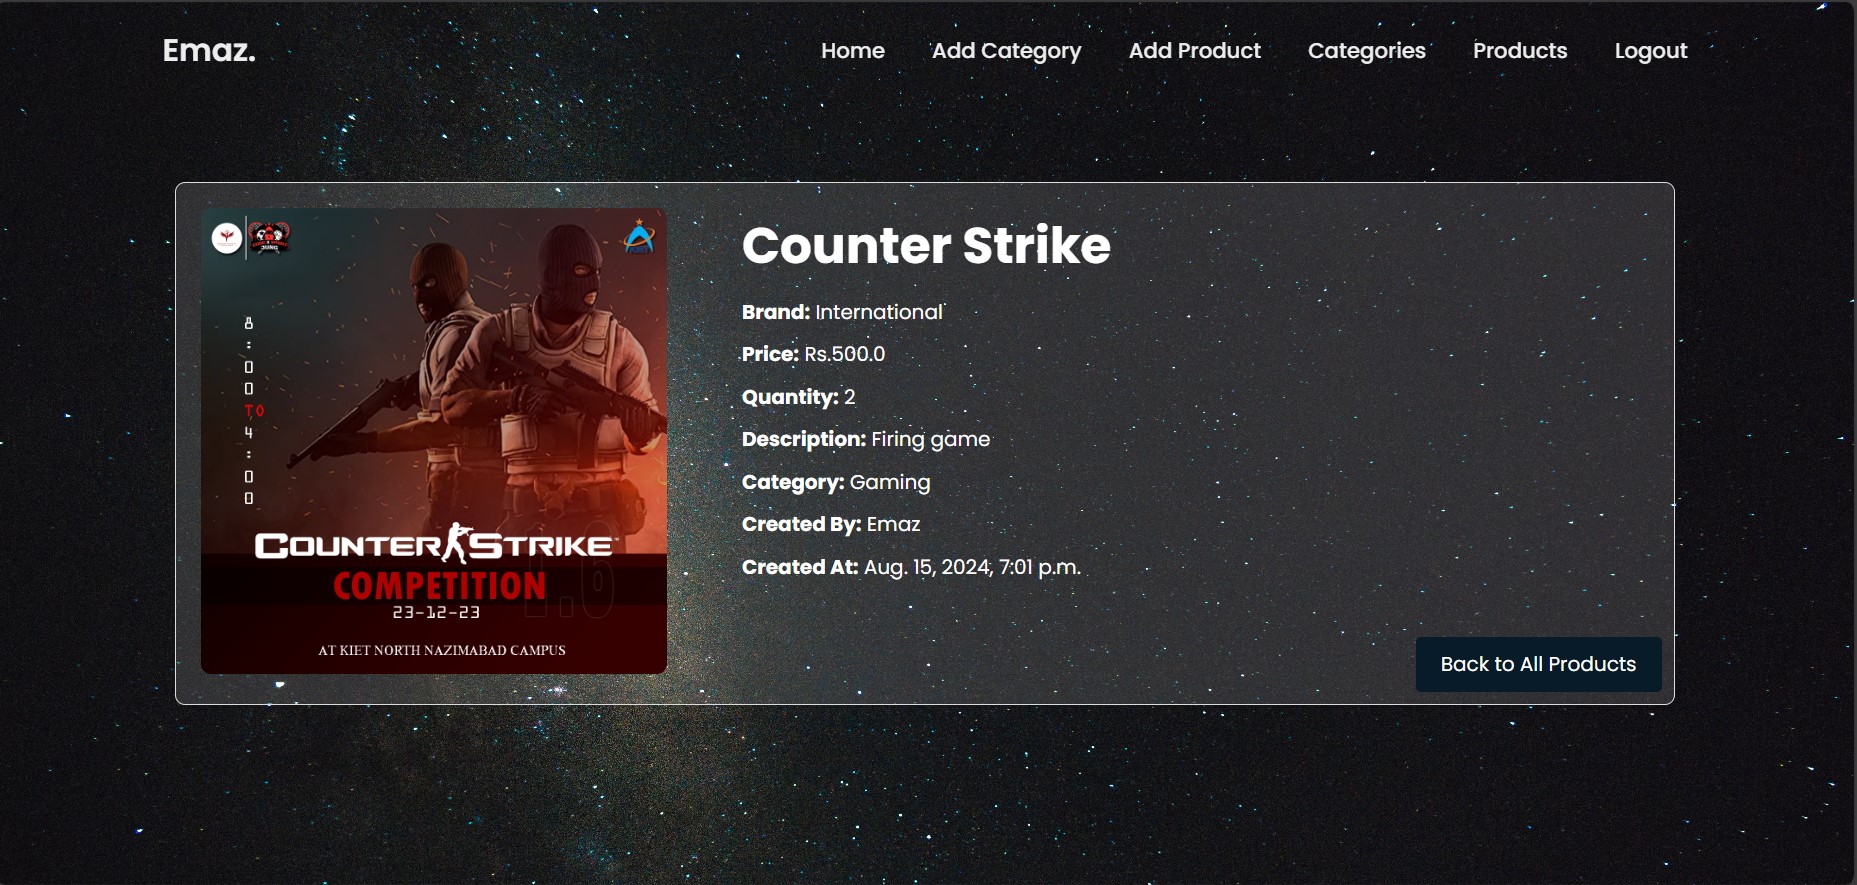 Emaz.
Home
Add Category
Add Product
Categories
Products
Logout
8:00 TO 4:00
COUNTER STRIKE
COMPETITION
1.6
23-12-23
AT KIET NORTH NAZIMABAD CAMPUS
Counter Strike
Brand: International
Price: Rs.500.0
Quantity: 2
Description: Firing game
Category: Gaming
Created By: Emaz
Created At: Aug. 15, 2024, 7:01 p.m.
Back to All Products